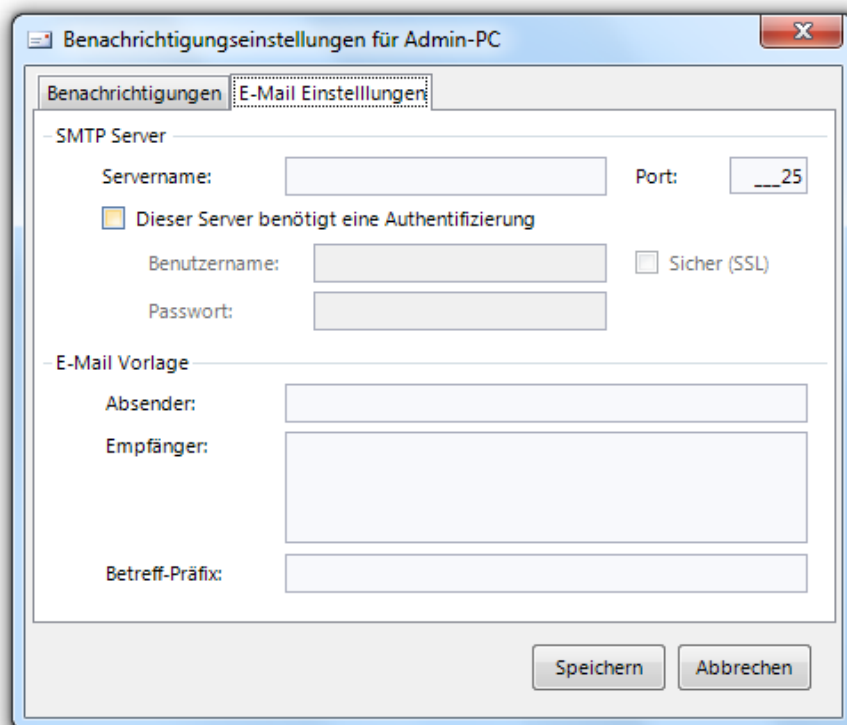 Benachrichtigungseinstellungen für Admin-PC
Benachrichtigungen E-Mail Einstelllungen
SMTP Server
Servername: Port: ___25
Dieser Server benötigt eine Authentifizierung
Benutzername: Sicher (SSL)
Passwort:
E-Mail Vorlage
Absender:
Empfänger:
Betreff-Präfix:
Speichern Abbrechen